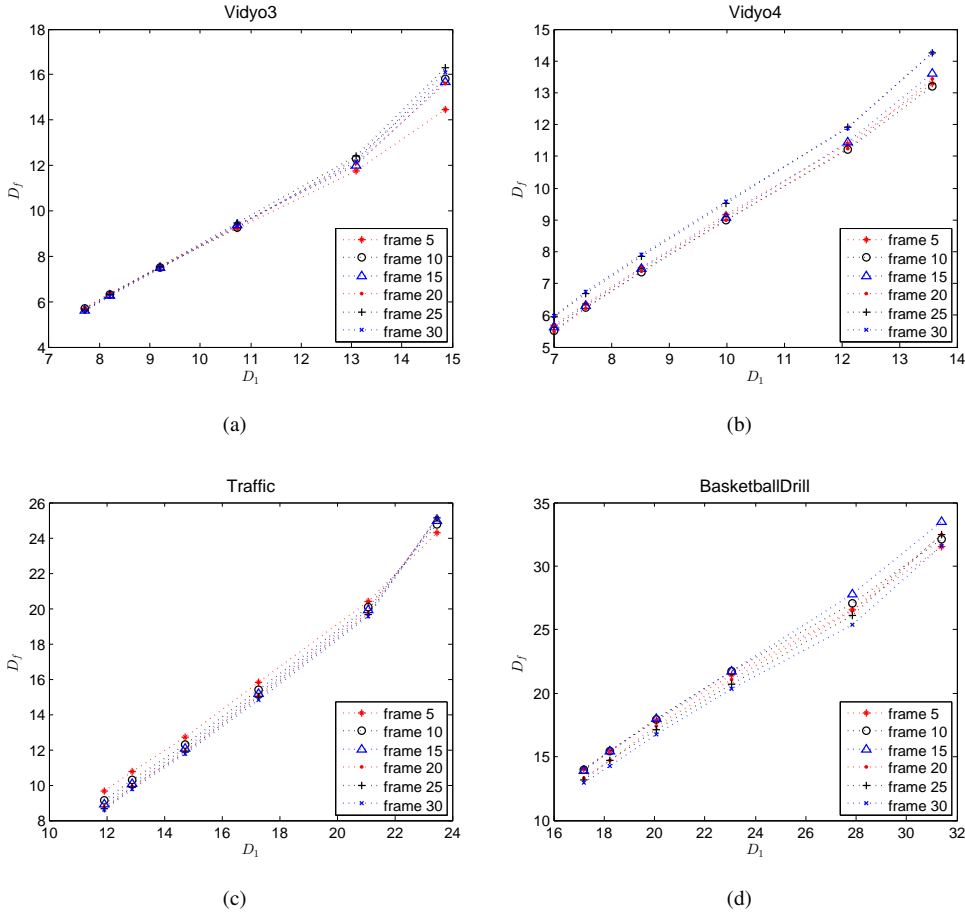 Vidyo3
16
14
12
10
8
6
4
D_f
7 8 9 10 11 12 13 14 15
D_1
frame 5
frame 10
frame 15
frame 20
frame 25
frame 30
(a)
Vidyo4
15
14
13
12
11
10
9
8
7
6
5
D_f
7 8 9 10 11 12 13 14
D_1
frame 5
frame 10
frame 15
frame 20
frame 25
frame 30
(b)
Traffic
26
24
22
20
18
16
14
12
10
8
D_f
10 12 14 16 18 20 22 24
D_1
frame 5
frame 10
frame 15
frame 20
frame 25
frame 30
(c)
BasketballDrill
35
30
25
20
15
10
D_f
16 18 20 22 24 26 28 30 32
D_1
frame 5
frame 10
frame 15
frame 20
frame 25
frame 30
(d)